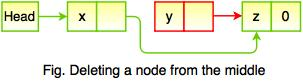 Head x y z 0
Fig. Deleting a node from the middle